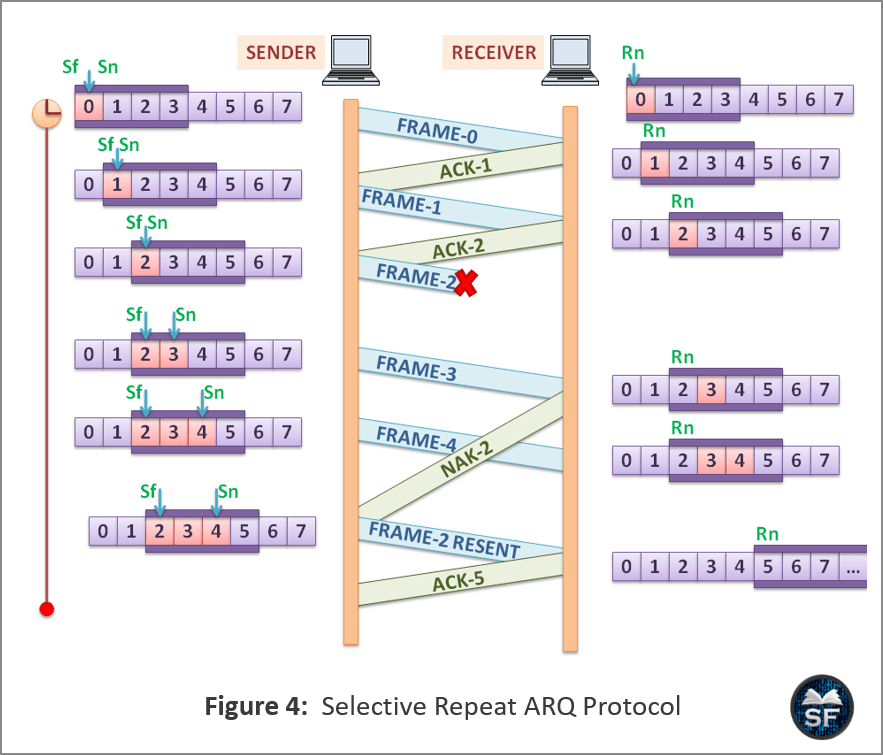 SENDER
RECEIVER
Sf Sn
0 1 2 3 4 5 6 7
Rn
0 1 2 3 4 5 6 7
FRAME-0
ACK-1
Sf Sn
0 1 2 3 4 5 6 7
Rn
0 1 2 3 4 5 6 7
FRAME-1
ACK-2
Sf Sn
0 1 2 3 4 5 6 7
Rn
0 1 2 3 4 5 6 7
FRAME-2
Sf Sn
0 1 2 3 4 5 6 7
FRAME-3
Rn
0 1 2 3 4 5 6 7
Sf Sn
0 1 2 3 4 5 6 7
FRAME-4
NAK-2
Rn
0 1 2 3 4 5 6 7
Sf Sn
0 1 2 3 4 5 6 7
FRAME-2 RESENT
ACK-5
Rn
0 1 2 3 4 5 6 7 ...
Figure 4: Selective Repeat ARQ Protocol
SF